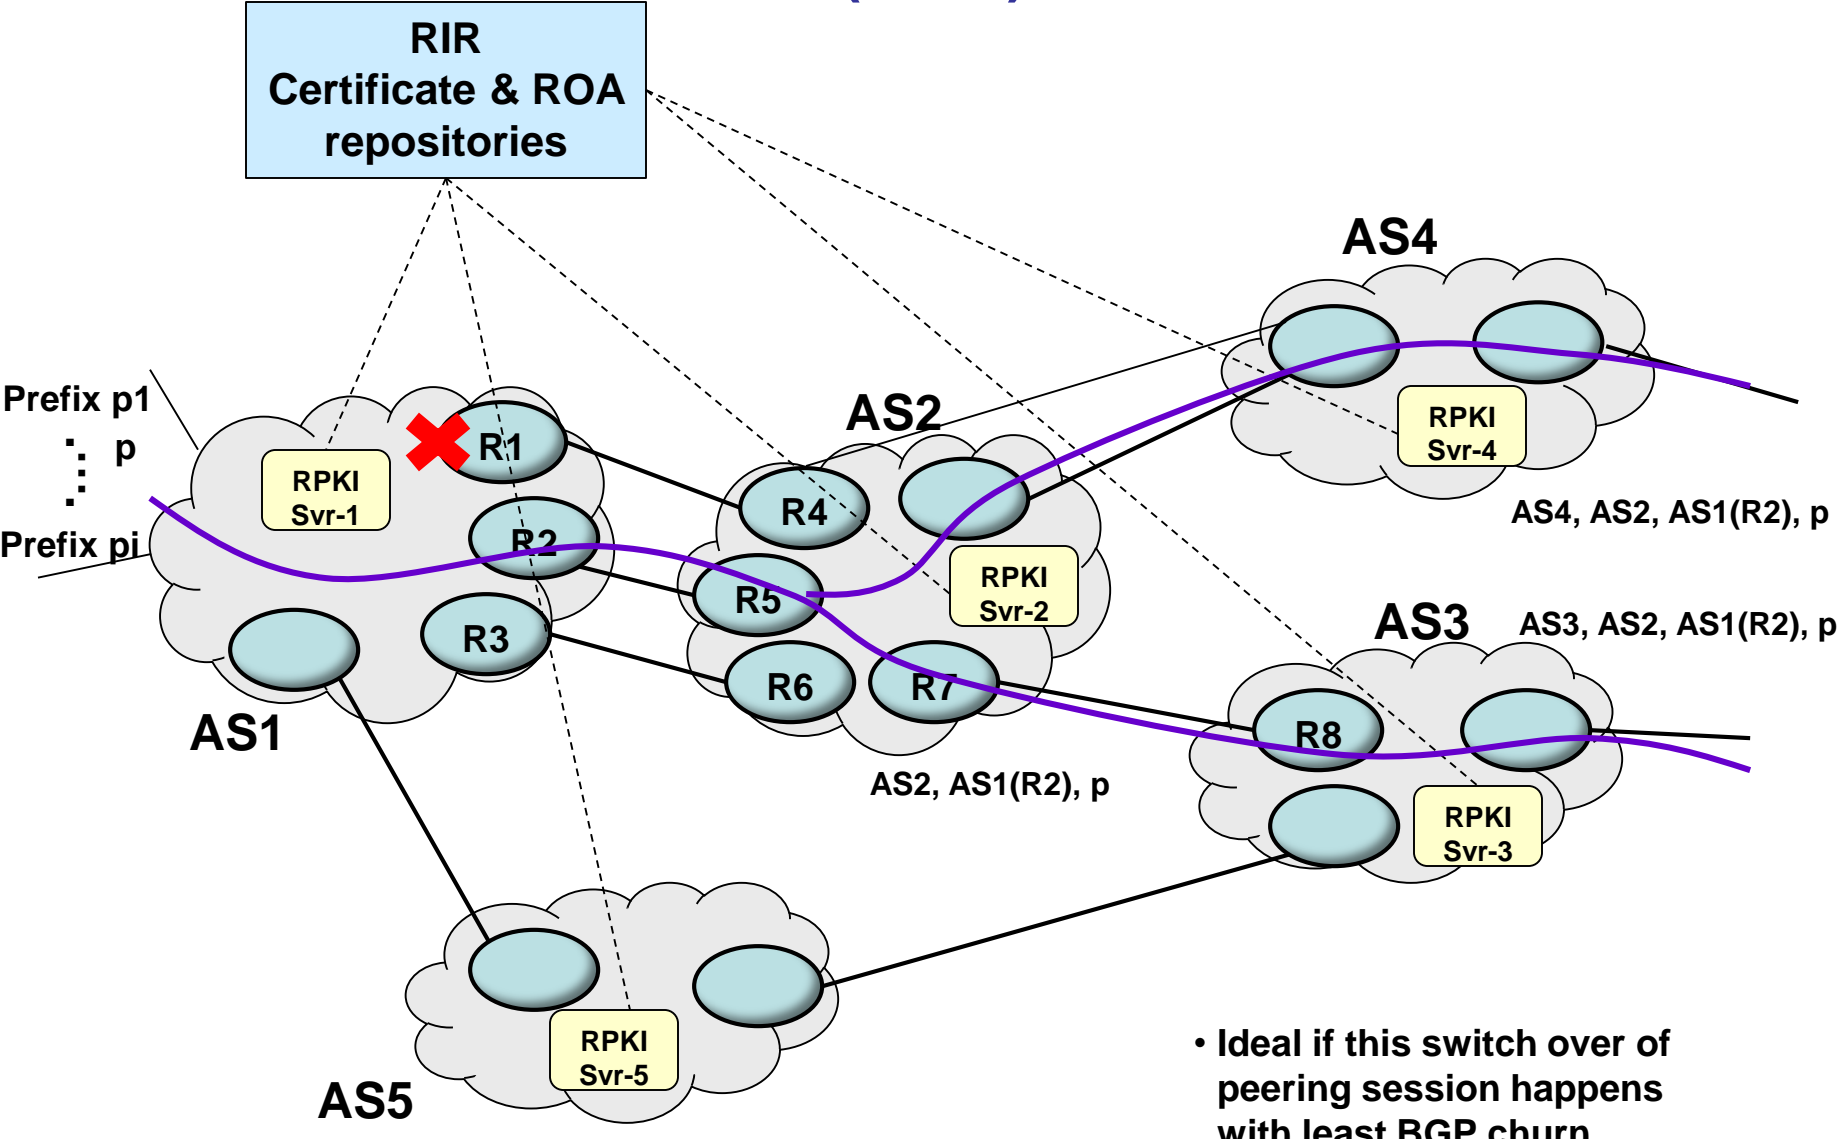 RIR
Certificate & ROA
repositories
AS4
Prefix p1
p
Prefix pi
RPKI
Svr-1
R1
R2
R3
AS1
AS2
R4
R5
R6
R7
RPKI
Svr-2
AS2, AS1(R2), p
RPKI
Svr-4
AS4, AS2, AS1(R2), p
AS3
AS3, AS2, AS1(R2), p
R8
RPKI
Svr-3
RPKI
Svr-5
AS5
• Ideal if this switch over of
peering session happens
with least BGP churn